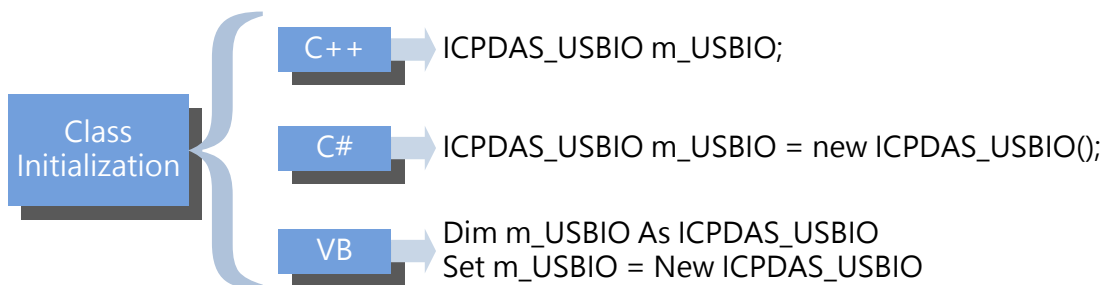 Class
Initialization
C++
ICPDAS_USBIO m_USBIO;
C#
ICPDAS_USBIO m_USBIO = new ICPDAS_USBIO();
VB
Dim m_USBIO As ICPDAS_USBIO
Set m_USBIO = New ICPDAS_USBIO